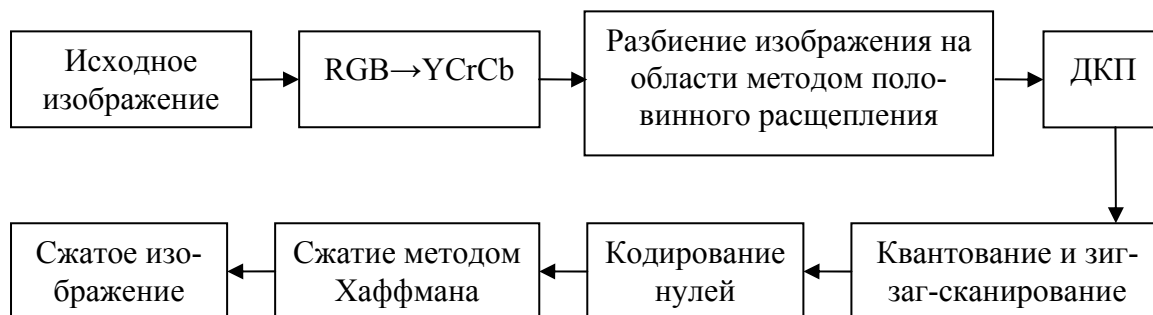 Исходное
изображение
RGB→YCrCb
Разбиение изображения на
области методом поло-
винного расщепления
ДКП
Квантование и зиг-
заг-сканирование
Кодирование
нулей
Сжатие методом
Хаффмана
Сжатое изо-
бражение